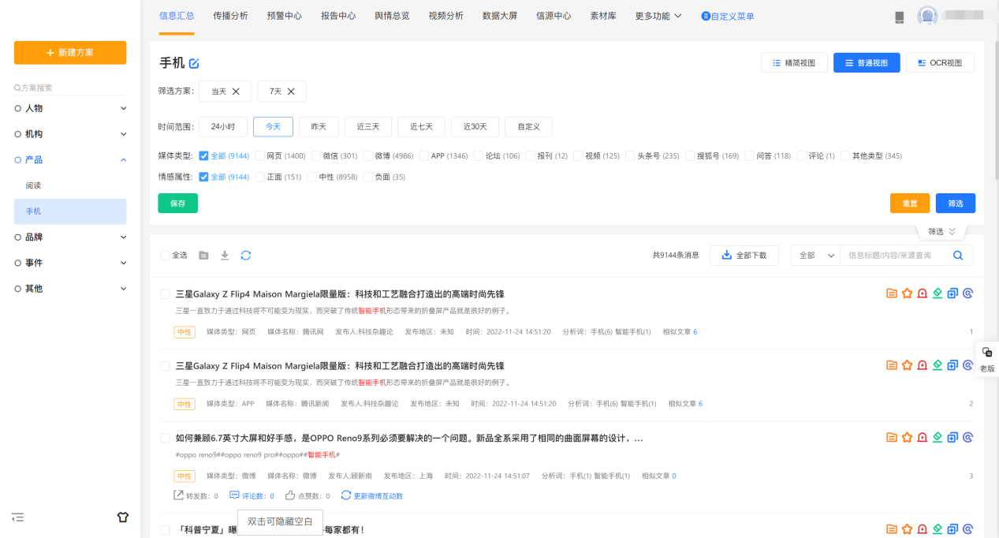 信息汇总 传播分析 预警中心 报告中心 舆情总览 视频分析 数据大屏 信源中心 素材库 更多功能 自定义菜单
+ 新建方案
方案搜索
人物
机构
产品
阅读
手机
品牌
事件
其他
手机 精简视图 普通视图 OCR视图
筛选方案: 当天 7天
时间范围: 24小时 今天 昨天 近三天 近七天 近30天 自定义
媒体类型: 全部 (9144) 网页 (1400) 微信 (301) 微博 (4986) APP (1346) 论坛 (106) 报刊 (12) 视频 (125) 头条号 (235) 搜狐号 (169) 问答 (118) 评论 (1) 其他类型 (345)
情感属性: 全部 (9144) 正面 (151) 中性 (8958) 负面 (35)
保存 重置 筛选
筛选
全选 共9144条消息 全部下载 全部 信息标题/内容/来源查询
三星Galaxy Z Flip4 Maison Margiela限量版：科技和工艺融合打造出的高端时尚先锋
三星一直致力于通过科技将不可能变为现实，而突破了传统智能手机形态带来的折叠屏产品就是很好的例子。
中性 媒体类型：网页 媒体名称：腾讯网 发布人:科技杂趣论 发布地区：未知 时间：2022-11-24 14:51:20 分析词：手机(6) 智能手机(1) 相似文章 6 1
三星Galaxy Z Flip4 Maison Margiela限量版：科技和工艺融合打造出的高端时尚先锋
三星一直致力于通过科技将不可能变为现实，而突破了传统智能手机形态带来的折叠屏产品就是很好的例子。
中性 媒体类型：APP 媒体名称：腾讯新闻 发布人:科技杂趣论 发布地区：未知 时间：2022-11-24 14:51:20 分析词：手机(6) 智能手机(1) 相似文章 6 2
老版
如何兼顾6.7英寸大屏和好手感，是OPPO Reno9系列必须要解决的一个问题。新品全系采用了相同的曲面屏幕的设计，...
#oppo reno9##oppo reno9 pro##oppo##智能手机#
中性 媒体类型：微博 媒体名称：微博 发布人:顾新南 发布地区：上海 时间：2022-11-24 14:51:07 分析词：手机(1) 智能手机(1) 相似文章 0 3
转发数：0 评论数：0 点赞数：0 更新微博互动数
双击可隐藏空白
「科普宁夏」曝 每家都有！